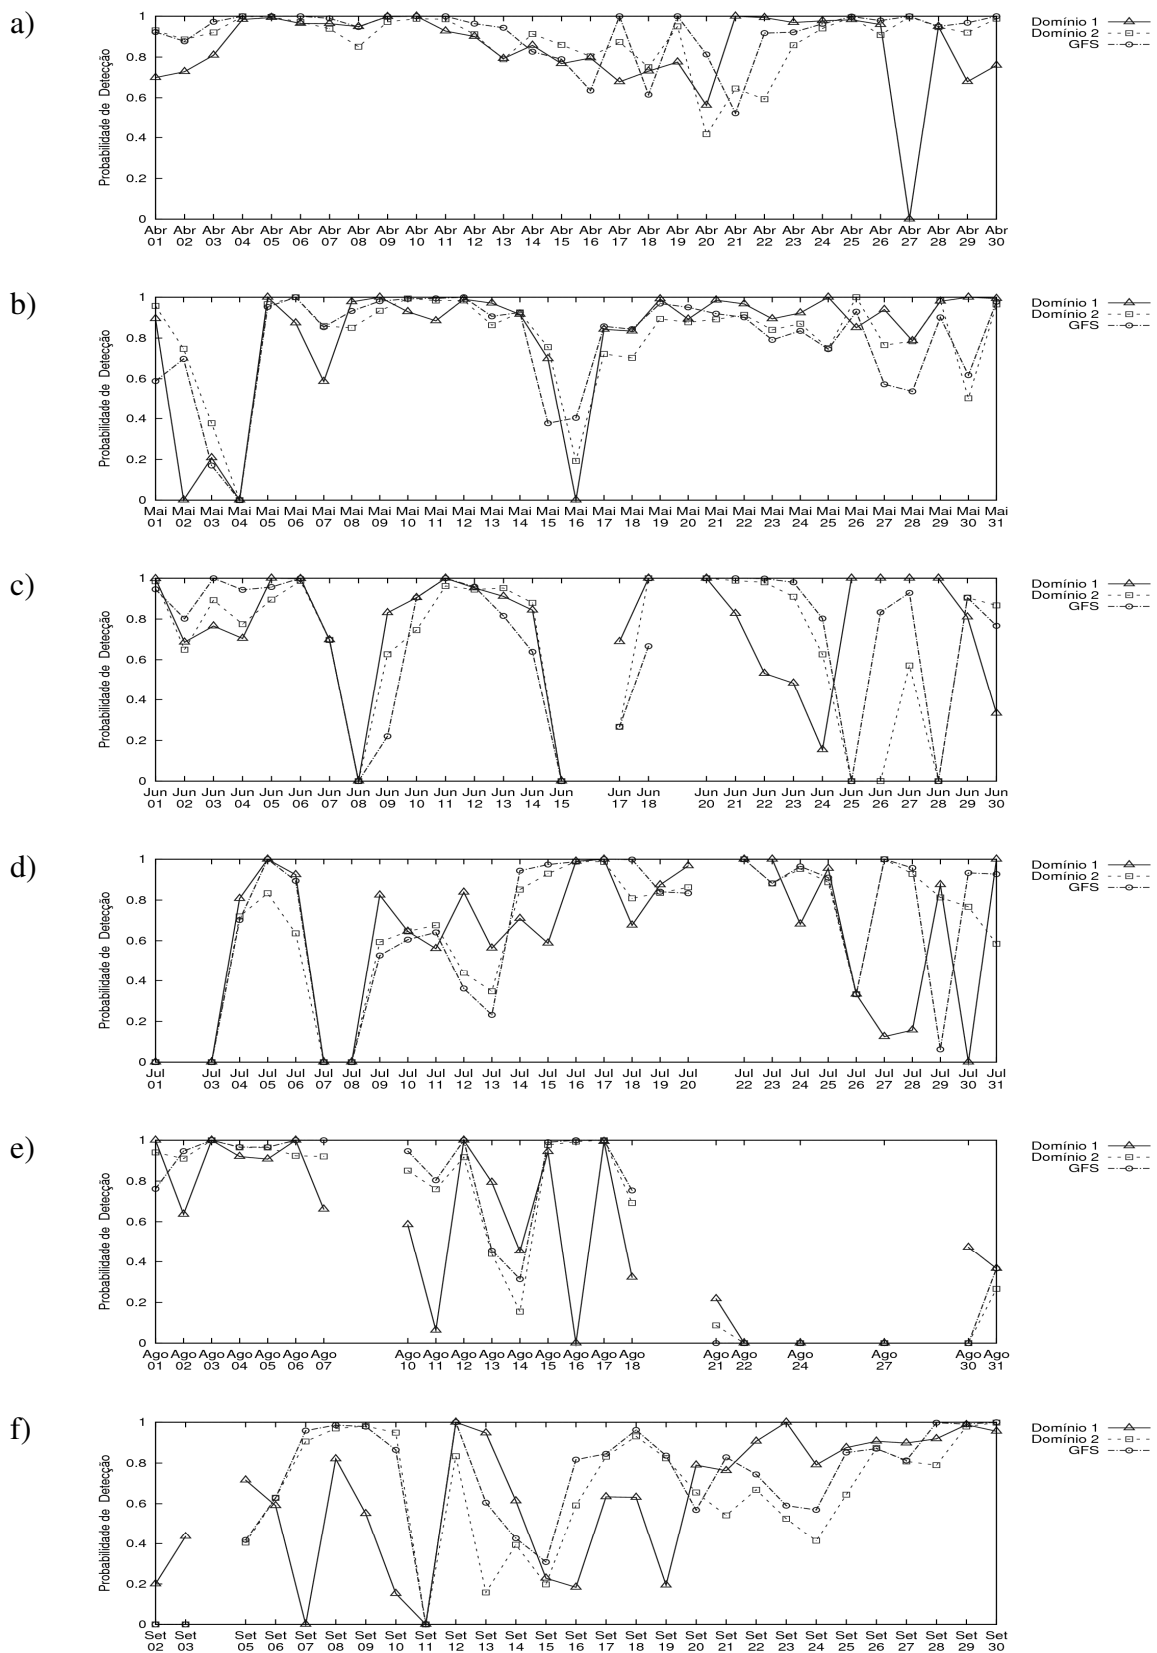 a)
Probabilidade de Detecção
1
0.8
0.6
0.4
0.2
0
Abr Abr Abr Abr Abr Abr Abr Abr Abr Abr Abr Abr Abr Abr Abr Abr Abr Abr Abr Abr Abr Abr Abr Abr Abr Abr Abr Abr Abr Abr
01 02 03 04 05 06 07 08 09 10 11 12 13 14 15 16 17 18 19 20 21 22 23 24 25 26 27 28 29 30
Domínio 1
Domínio 2
GFS
b)
Probabilidade de Detecção
1
0.8
0.6
0.4
0.2
0
Mai Mai Mai Mai Mai Mai Mai Mai Mai Mai Mai Mai Mai Mai Mai Mai Mai Mai Mai Mai Mai Mai Mai Mai Mai Mai Mai Mai Mai Mai Mai
01 02 03 04 05 06 07 08 09 10 11 12 13 14 15 16 17 18 19 20 21 22 23 24 25 26 27 28 29 30 31
Domínio 1
Domínio 2
GFS
c)
Probabilidade de Detecção
1
0.8
0.6
0.4
0.2
0
Jun Jun Jun Jun Jun Jun Jun Jun Jun Jun Jun Jun Jun Jun Jun Jun Jun Jun Jun Jun Jun Jun Jun Jun Jun Jun Jun Jun
01 02 03 04 05 06 07 08 09 10 11 12 13 14 15 17 18 20 21 22 23 24 25 26 27 28 29 30
Domínio 1
Domínio 2
GFS
d)
Probabilidade de Detecção
1
0.8
0.6
0.4
0.2
0
Jul Jul Jul Jul Jul Jul Jul Jul Jul Jul Jul Jul Jul Jul Jul Jul Jul Jul Jul Jul Jul Jul Jul Jul Jul Jul Jul Jul Jul
01 03 04 05 06 07 08 09 10 11 12 13 14 15 16 17 18 19 20 22 23 24 25 26 27 28 29 30 31
Domínio 1
Domínio 2
GFS
e)
Probabilidade de Detecção
1
0.8
0.6
0.4
0.2
0
Ago Ago Ago Ago Ago Ago Ago Ago Ago Ago Ago Ago Ago Ago Ago Ago Ago Ago Ago Ago Ago Ago
01 02 03 04 05 06 07 10 11 12 13 14 15 16 17 18 21 22 24 27 30 31
Domínio 1
Domínio 2
GFS
f)
Probabilidade de Detecção
1
0.8
0.6
0.4
0.2
0
Set Set Set Set Set Set Set Set Set Set Set Set Set Set Set Set Set Set Set Set Set Set Set Set Set Set Set Set
02 03 05 06 07 08 09 10 11 12 13 14 15 16 17 18 19 20 21 22 23 24 25 26 27 28 29 30
Domínio 1
Domínio 2
GFS